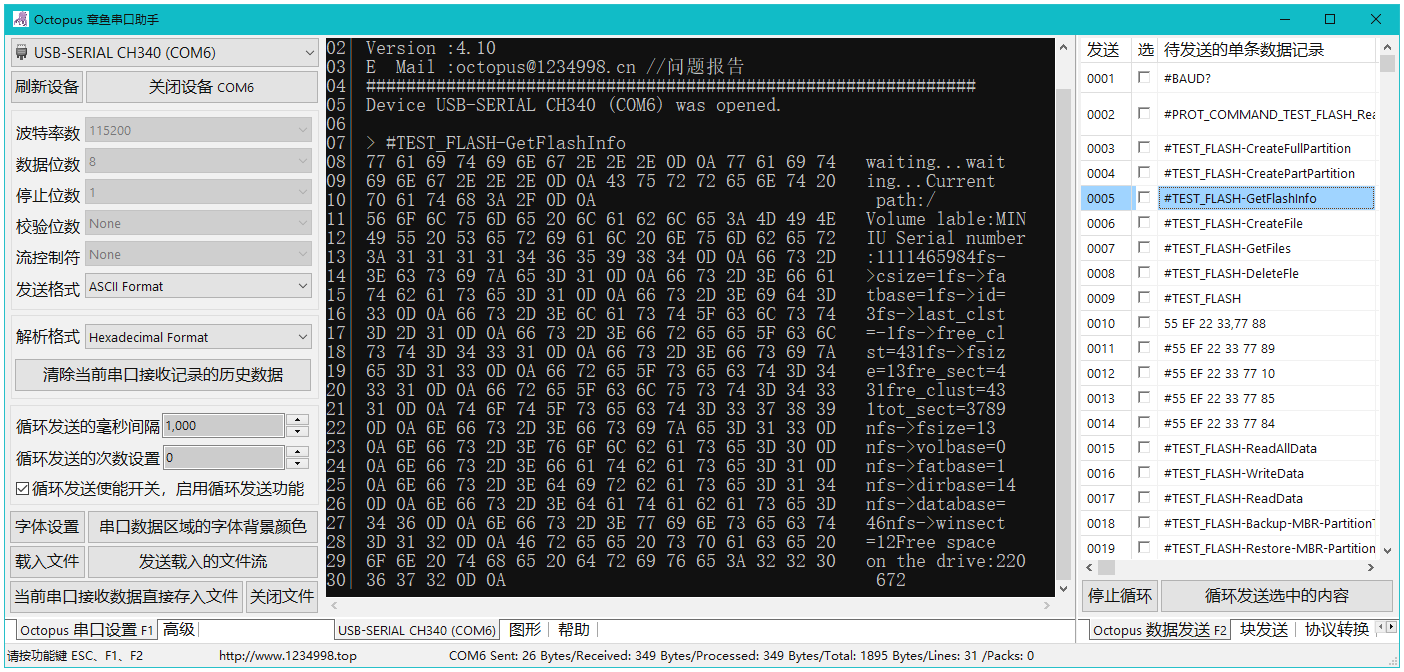 Octopus 章鱼串口助手
USB-SERIAL CH340 (COM6)
刷新设备 关闭设备 COM6
波特率数 115200
数据位数 8
停止位数 1
校验位数 None
流控制符 None
发送格式 ASCII Format
解析格式 Hexadecimal Format
清除当前串口接收记录的历史数据
循环发送的毫秒间隔 1,000
循环发送的次数设置 0
循环发送使能开关，启用循环发送功能
字体设置 串口数据区域的字体背景颜色
载入文件 发送载入的文件流
当前串口接收数据直接存入文件 关闭文件
Octopus 串口设置 F1 高级
02 Version :4.10
03 E Mail :octopus@1234998.cn //问题报告
04 #############################################################
05 Device USB-SERIAL CH340 (COM6) was opened.
06
07 > #TEST_FLASH-GetFlashInfo
08 77 61 69 74 69 6E 67 2E 2E 2E 0D 0A 77 61 69 74 waiting...wait
09 69 6E 67 2E 2E 2E 0D 0A 43 75 72 72 65 6E 74 20 ing...Current
10 70 61 74 68 3A 2F 0D 0A path:/
11 56 6F 6C 75 6D 65 20 6C 61 62 6C 65 3A 4D 49 4E Volume lable:MIN
12 49 55 20 53 65 72 69 61 6C 20 6E 75 6D 62 65 72 IU Serial number
13 3A 31 31 31 31 34 36 35 39 38 34 0D 0A 66 73 2D :1111465984fs-
14 3E 63 73 69 7A 65 3D 31 0D 0A 66 73 2D 3E 66 61 >csize=1fs->fa
15 74 62 61 73 65 3D 31 0D 0A 66 73 2D 3E 69 64 3D tbase=1fs->id=
16 33 0D 0A 66 73 2D 3E 6C 61 73 74 5F 63 6C 73 74 3fs->last_clst
17 3D 2D 31 0D 0A 66 73 2D 3E 66 72 65 65 5F 63 6C =-1fs->free_cl
18 73 74 3D 34 33 31 0D 0A 66 73 2D 3E 66 73 69 7A st=431fs->fsiz
19 65 3D 31 33 0D 0A 66 72 65 5F 73 65 63 74 3D 34 e=13fre_sect=4
20 33 31 0D 0A 66 72 65 5F 63 6C 75 73 74 3D 34 33 31fre_clust=43
21 31 0D 0A 74 6F 74 5F 73 65 63 74 3D 33 37 38 39 1tot_sect=3789
22 0D 0A 6E 66 73 2D 3E 66 73 69 7A 65 3D 31 33 0D nfs->fsize=13
23 0A 6E 66 73 2D 3E 76 6F 6C 62 61 73 65 3D 30 0D nfs->volbase=0
24 0A 6E 66 73 2D 3E 66 61 74 62 61 73 65 3D 31 0D nfs->fatbase=1
25 0A 6E 66 73 2D 3E 64 69 72 62 61 73 65 3D 31 34 nfs->dirbase=14
26 0D 0A 6E 66 73 2D 3E 64 61 74 61 62 61 73 65 3D nfs->database=
27 34 36 0D 0A 6E 66 73 2D 3E 77 69 6E 73 65 63 74 46nfs->winsect
28 3D 31 32 0D 0A 46 72 65 65 20 73 70 61 63 65 20 =12Free space
29 6F 6E 20 74 68 65 20 64 72 69 76 65 3A 32 32 30 on the drive:220
30 36 37 32 0D 0A 672
USB-SERIAL CH340 (COM6) 图形 帮助
发送 选 待发送的单条数据记录
0001 #BAUD?
0002 #PROT_COMMAND_TEST_FLASH_Rea
0003 #TEST_FLASH-CreateFullPartition
0004 #TEST_FLASH-CreatePartPartition
0005 #TEST_FLASH-GetFlashInfo
0006 #TEST_FLASH-CreateFile
0007 #TEST_FLASH-GetFiles
0008 #TEST_FLASH-DeleteFle
0009 #TEST_FLASH
0010 55 EF 22 33,77 88
0011 #55 EF 22 33 77 89
0012 #55 EF 22 33 77 10
0013 #55 EF 22 33 77 85
0014 #55 EF 22 33 77 84
0015 #TEST_FLASH-ReadAllData
0016 #TEST_FLASH-WriteData
0017 #TEST_FLASH-ReadData
0018 #TEST_FLASH-Backup-MBR-PartitionT
0019 #TEST_FLASH-Restore-MBR-Partition
停止循环 循环发送选中的内容
Octopus 数据发送 F2 块发送 协议转换
请按功能键 ESC、F1、F2 http://www.1234998.top COM6 Sent: 26 Bytes/Received: 349 Bytes/Processed: 349 Bytes/Total: 1895 Bytes/Lines: 31 /Packs: 0